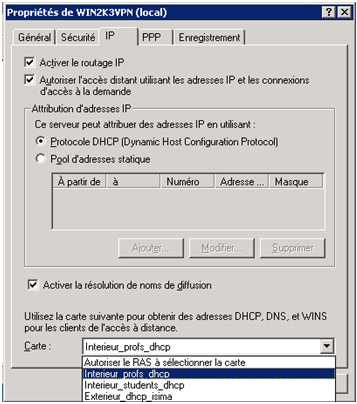 Propriétés de WIN2K3VPN (local)
Général Sécurité IP PPP Enregistrement
Activer le routage IP
Autoriser l'accès distant utilisant les adresses IP et les connexions
d'accès à la demande
Attribution d'adresses IP
Ce serveur peut attribuer des adresses IP en utilisant :
Protocole DHCP (Dynamic Host Configuration Protocol)
Pool d'adresses statique
À partir de à Numéro Adresse ... Masque
Ajouter... Modifier... Supprimer
Activer la résolution de noms de diffusion
Utilisez la carte suivante pour obtenir des adresses DHCP, DNS, et WINS
pour les clients de l'accès à distance.
Carte : Interieur_profs_dhcp
Autoriser le RAS à sélectionner la carte
Interieur_profs_dhcp
Interieur_students_dhcp
Exterieur_dhcp_isima